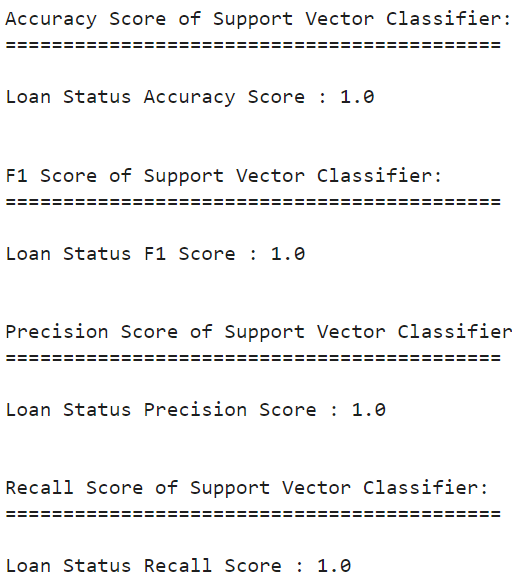 Accuracy Score of Support Vector Classifier:
===========================================
Loan Status Accuracy Score : 1.0
F1 Score of Support Vector Classifier:
===========================================
Loan Status F1 Score : 1.0
Precision Score of Support Vector Classifier
===========================================
Loan Status Precision Score : 1.0
Recall Score of Support Vector Classifier:
===========================================
Loan Status Recall Score : 1.0